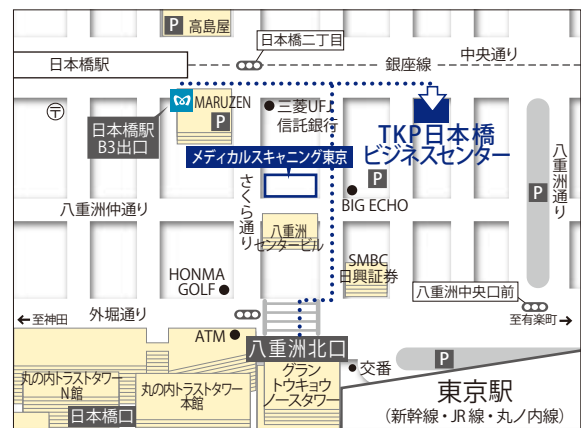 P 高島屋
日本橋二丁目
日本橋駅
銀座線
中央通り
〒
MARUZEN
P
日本橋駅
B3出口
三菱UFJ
信託銀行
TKP日本橋
ビジネスセンター
八重洲通り
P
メディカルスキャニング東京
さくら通り
P
BIG ECHO
八重洲仲通り
八重洲
センタービル
SMBC
日興証券
HONMA
GOLF
八重洲中央口前
外堀通り
←至神田
至有楽町→
ATM
八重洲北口
交番
P
グラン
トウキョウ
ノースタワー
丸の内トラストタワー
N館
丸の内トラストタワー
本館
日本橋口
東京駅
(新幹線・JR線・丸ノ内線)